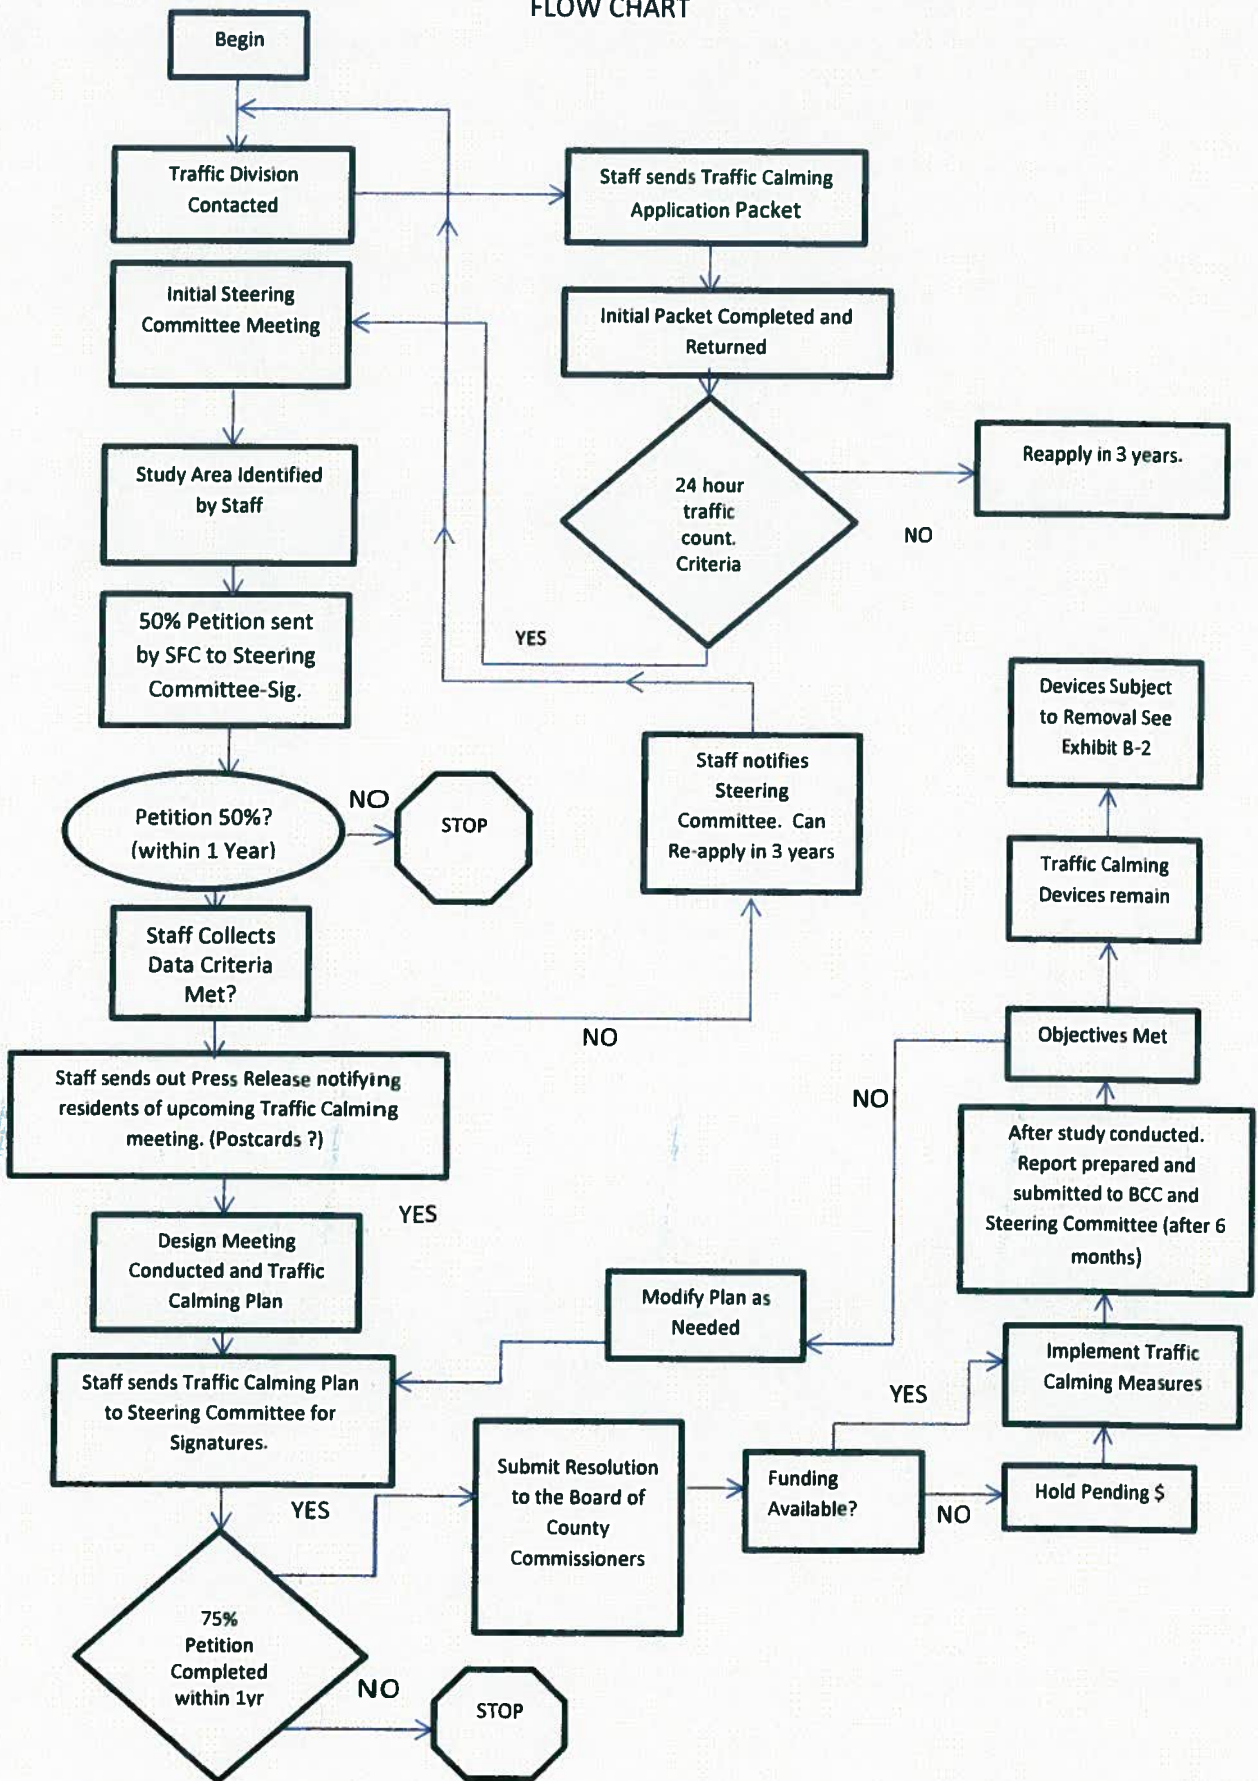 FLOW CHART
Begin
Traffic Division
Contacted
Staff sends Traffic Calming
Application Packet
Initial Steering
Committee Meeting
Initial Packet Completed and
Returned
24 hour
traffic
count.
Criteria
NO
Reapply in 3 years.
YES
Study Area Identified
by Staff
50% Petition sent
by SFC to Steering
Committee-Sig.
Petition 50%?
(within 1 Year)
NO
STOP
Staff notifies
Steering
Committee. Can
Re-apply in 3 years
Staff Collects
Data Criteria
Met?
NO
Staff sends out Press Release notifying
residents of upcoming Traffic Calming
meeting. (Postcards ?)
YES
Design Meeting
Conducted and Traffic
Calming Plan
Staff sends Traffic Calming Plan
to Steering Committee for
Signatures.
YES
75%
Petition
Completed
within 1yr
NO
STOP
Submit Resolution
to the Board of
County
Commissioners
Funding
Available?
YES
NO
Hold Pending $
Implement Traffic
Calming Measures
After study conducted.
Report prepared and
submitted to BCC and
Steering Committee (after 6
months)
Objectives Met
NO
Modify Plan as
Needed
Traffic Calming
Devices remain
Devices Subject
to Removal See
Exhibit B-2